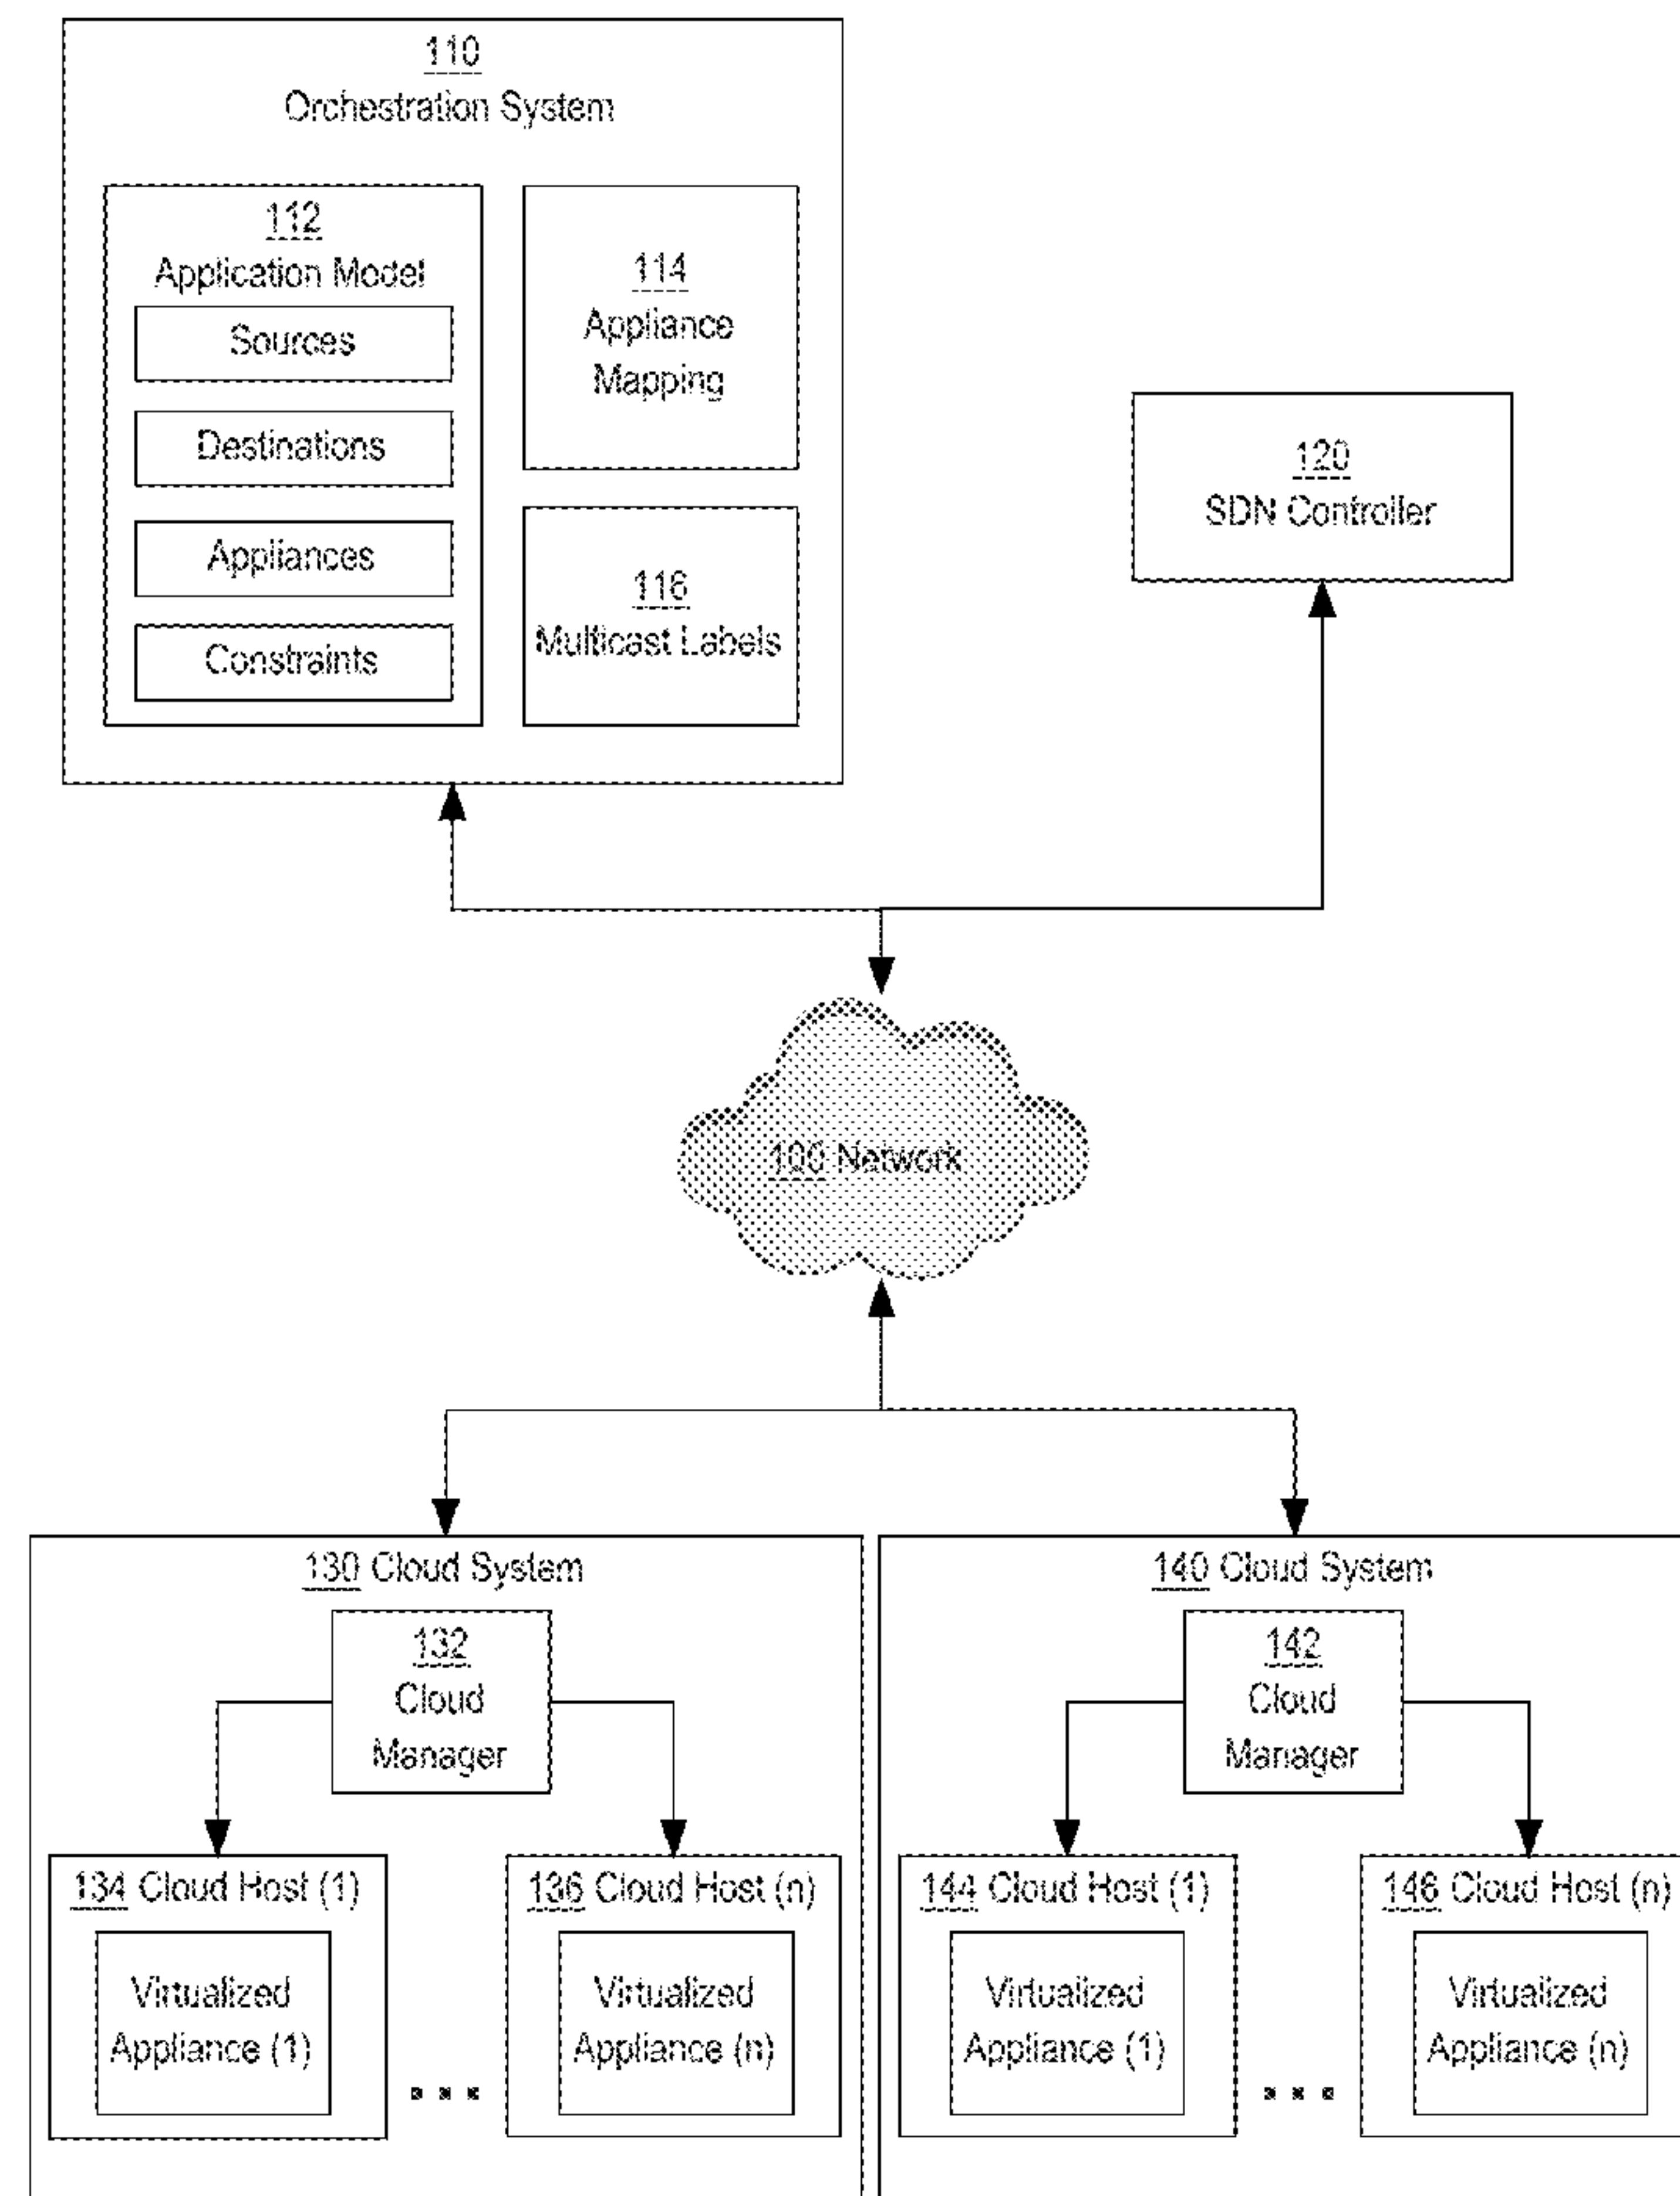 110
Orchestration System
112
Application Model
Sources
Destinations
Appliances
Constraints
114
Appliance
Mapping
116
Multicast Labels
120
SDN Controller
100 Network
130 Cloud System
132
Cloud
Manager
134 Cloud Host (1)
Virtualized
Appliance (1)
...
136 Cloud Host (n)
Virtualized
Appliance (n)
140 Cloud System
142
Cloud
Manager
144 Cloud Host (1)
Virtualized
Appliance (1)
...
146 Cloud Host (n)
Virtualized
Appliance (n)